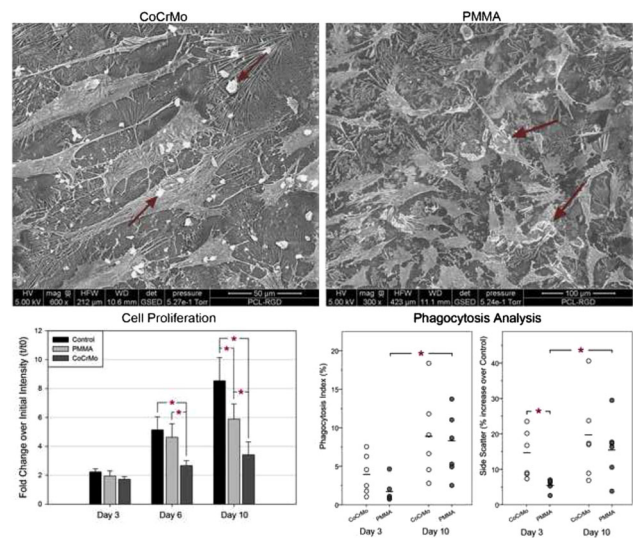 CoCrMo
PMMA
HV mag WD det pressure 50 µm
5.00 kV 600 x 212 µm 10.6 mm GSED 5.27e-1 Torr PCL-RGD
HV mag HFW WD det pressure 100 µm
5.00 kV 300 x 423 µm 11.1 mm GSED 5.24e-1 Torr PCL-RGD
Cell Proliferation
Fold Change over Initial Intensity (t/t0)
12
10
8
6
4
2
0
Control
PMMA
CoCrMo
Day 3
Day 6
Day 10
Phagocytosis Analysis
Phagocytosis Index (%)
20
15
10
5
0
CoCrMo
PMMA
CoCrMo
PMMA
Day 3
Day 10
Side Scatter (% increase over Control)
40
30
20
10
0
CoCrMo
PMMA
CoCrMo
PMMA
Day 3
Day 10